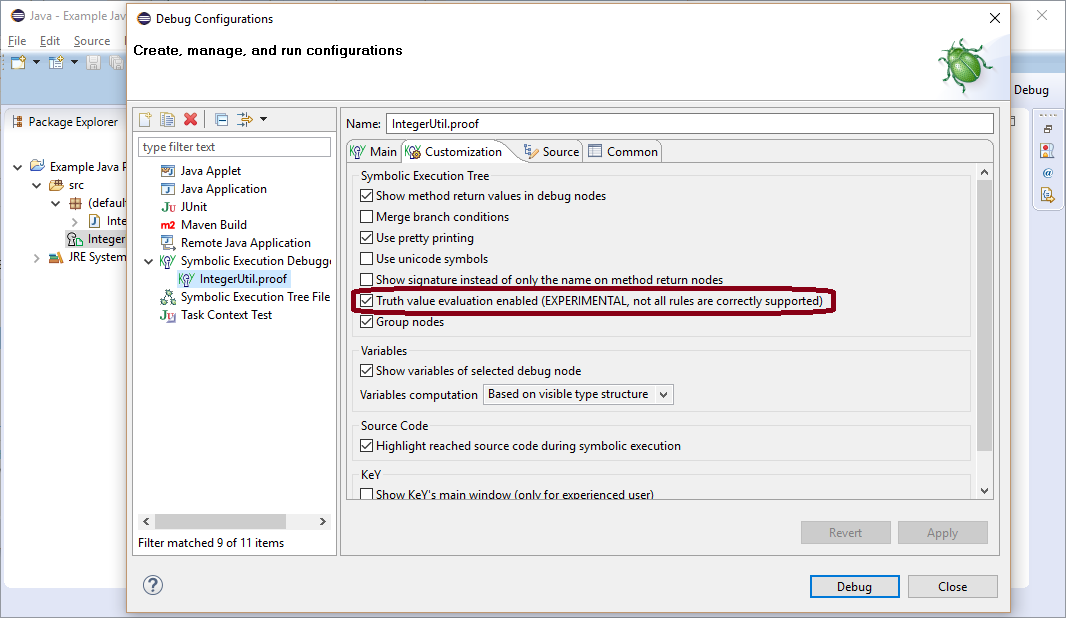 Java - Example Jav
Debug Configurations
File Edit Source
Create, manage, and run configurations
Debug
Package Explorer
Example Java P
src
(defau
Inte
Integer
JRE System
type filter text
Java Applet
Java Application
JU JUnit
m2 Maven Build
Remote Java Application
Symbolic Execution Debugge
IntegerUtil.proof
Symbolic Execution Tree File
Ju Task Context Test
Filter matched 9 of 11 items
Name: IntegerUtil.proof
Main Customization Source Common
Symbolic Execution Tree
Show method return values in debug nodes
Merge branch conditions
Use pretty printing
Use unicode symbols
Show signature instead of only the name on method return nodes
Truth value evaluation enabled (EXPERIMENTAL, not all rules are correctly supported)
Group nodes
Variables
Show variables of selected debug node
Variables computation Based on visible type structure
Source Code
Highlight reached source code during symbolic execution
KeY
Show KeY's main window (only for experienced user)
Revert Apply
? Debug Close